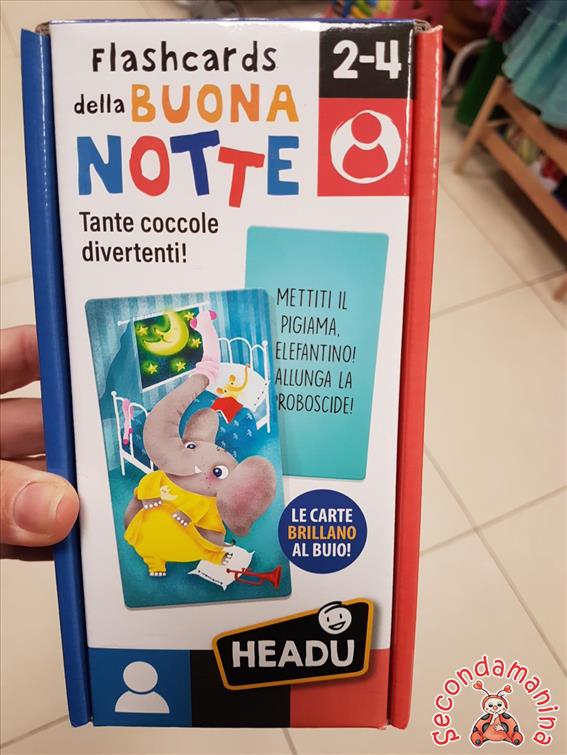 Flashcards
della BUONA
NOTTE
2-4
Tante coccole
divertenti!
METTITI IL
PIGIAMA,
ELEFANTINO!
ALLUNGA LA
PROBOSCIDE!
LE CARTE
BRILLANO
AL BUIO!
HEADU
Secondamanina